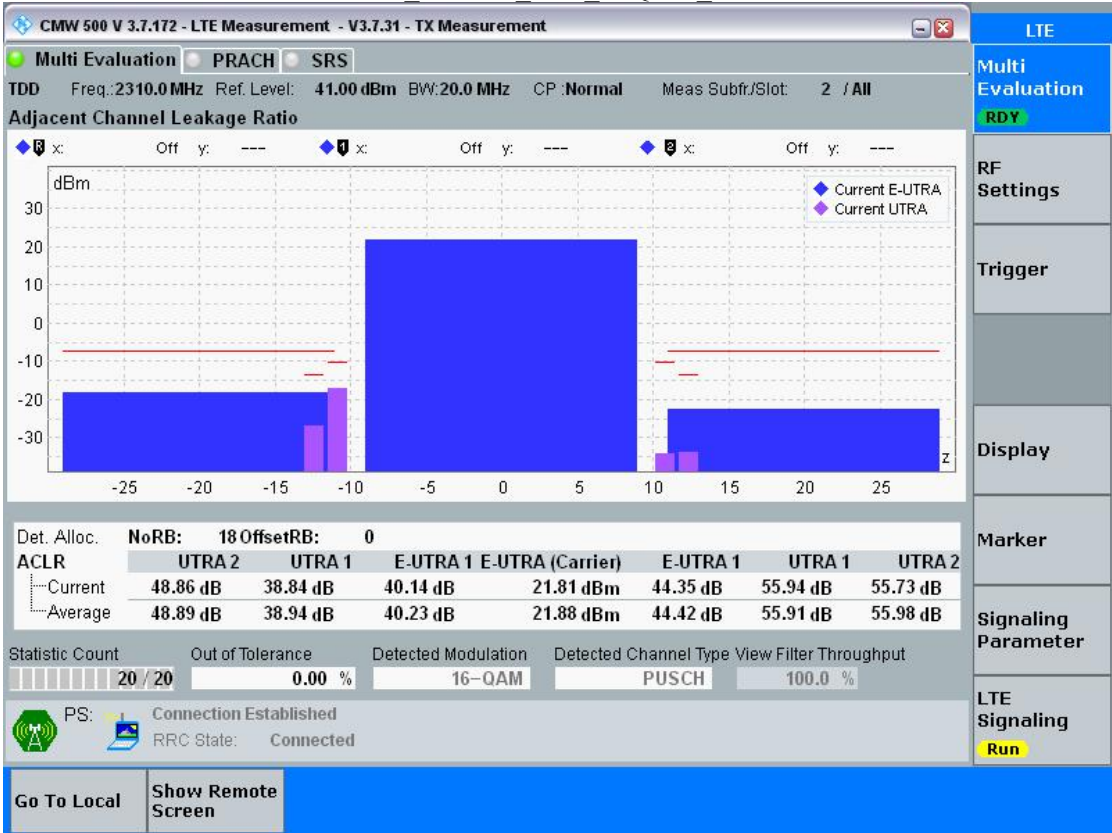 CMW 500 V 3.7.172 - LTE Measurement - V3.7.31 - TX Measurement
LTE
Multi Evaluation PRACH SRS
Multi Evaluation
RDY
TDD Freq.:2310.0 MHz Ref. Level: 41.00 dBm BW:20.0 MHz CP :Normal Meas Subfr./Slot: 2 / All
Adjacent Channel Leakage Ratio
R x: Off y: --- 1 x: Off y: --- 2 x: Off y: ---
dBm
Current E-UTRA
Current UTRA
30
20
10
0
-10
-20
-30
z
-25 -20 -15 -10 -5 0 5 10 15 20 25
RF Settings
Trigger
Display
Marker
Signaling Parameter
LTE Signaling
Run
Det. Alloc. NoRB: 18 OffsetRB: 0
ACLR UTRA 2 UTRA 1 E-UTRA 1 E-UTRA (Carrier) E-UTRA 1 UTRA 1 UTRA 2
Current 48.86 dB 38.84 dB 40.14 dB 21.81 dBm 44.35 dB 55.94 dB 55.73 dB
Average 48.89 dB 38.94 dB 40.23 dB 21.88 dBm 44.42 dB 55.91 dB 55.98 dB
Statistic Count Out of Tolerance Detected Modulation Detected Channel Type View Filter Throughput
20 / 20 0.00 % 16-QAM PUSCH 100.0 %
PS: Connection Established
RRC State: Connected
Go To Local Show Remote Screen